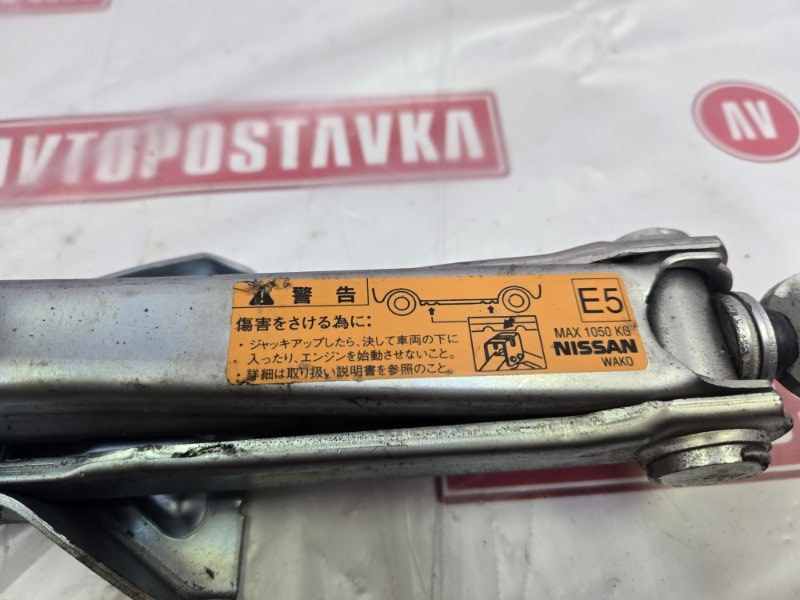 AVTOPOSTAVKA
AV
警告
傷害をさける為に:
・ジャッキアップしたら、決して車両の下に
入ったり、エンジンを始動させないこと。
・詳細は取り扱い説明書を参照のこと。
E5
MAX 1050 KG
NISSAN
WAKO